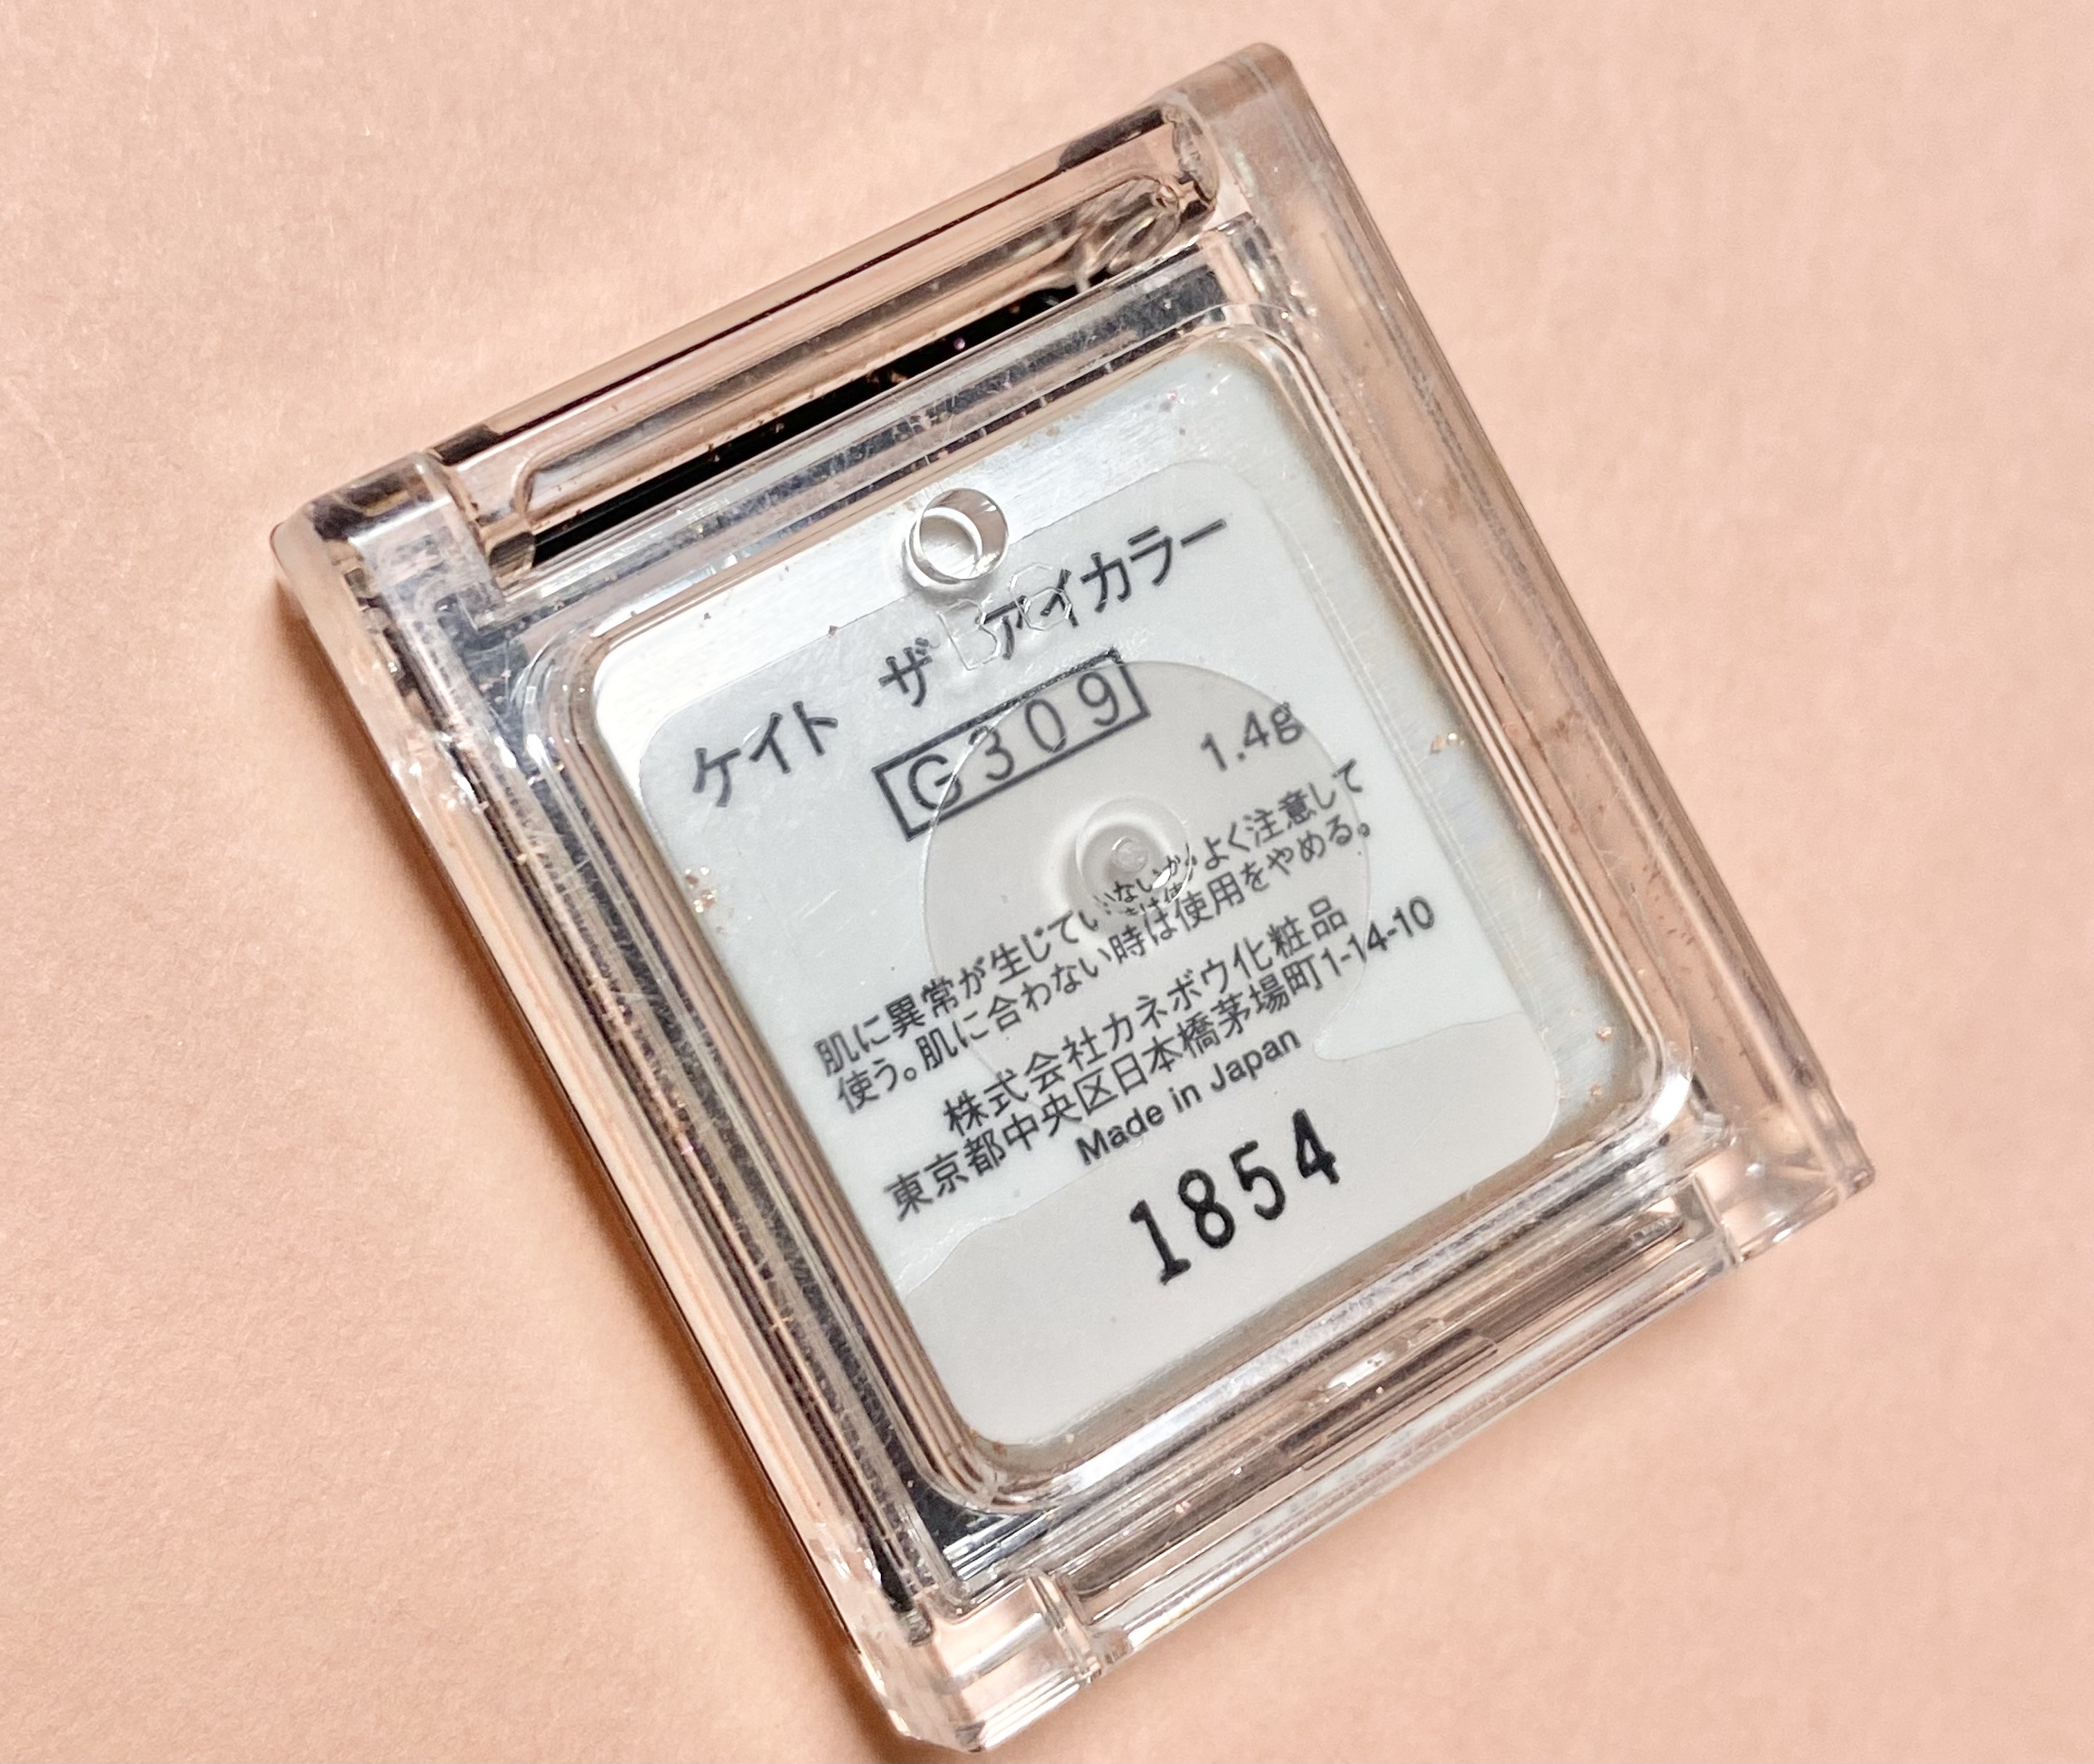 ケイト ザ アイカラー
G309
1.4g
肌に異常が生じていないかよく注意して
使う。肌に合わない時は使用をやめる。
株式会社カネボウ化粧品
東京都中央区日本橋茅場町1-14-10
Made in Japan
1854